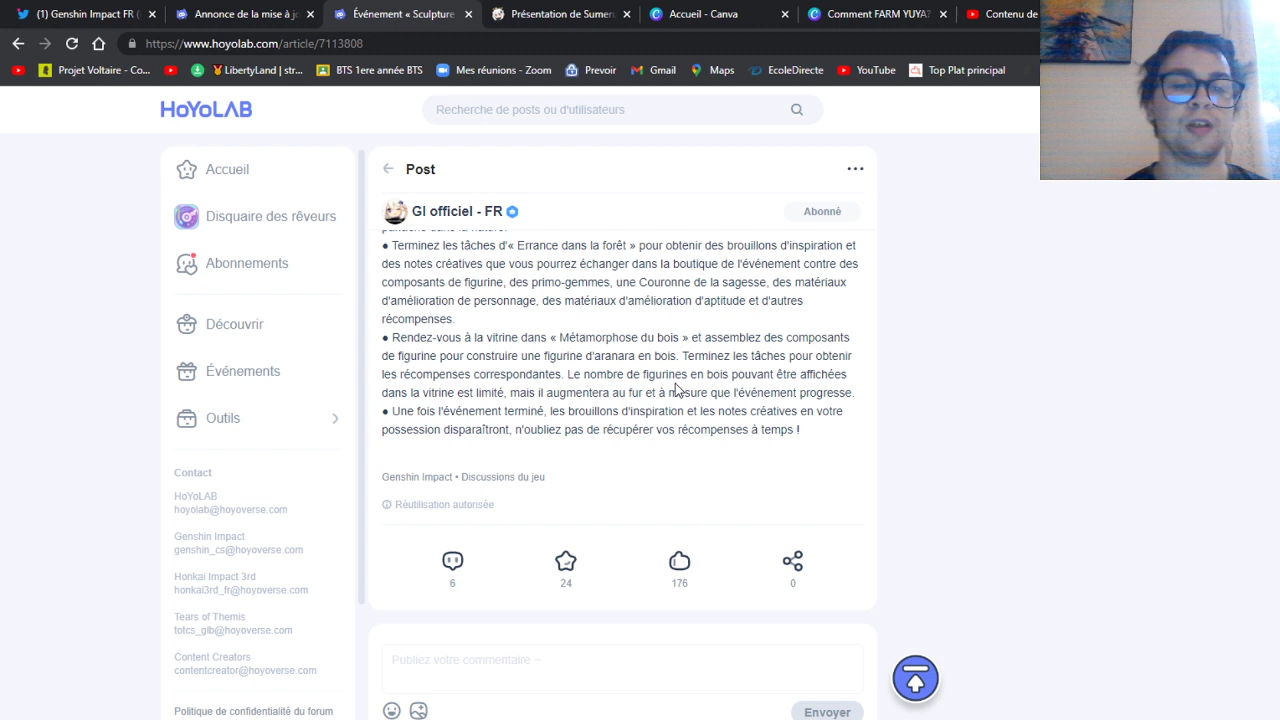 (1) Genshin Impact FR (
Annonce de la mise à jo
Événement « Sculpture
Présentation de Sumeru
Accueil - Canva
Comment FARM YUYA?
Contenu de
https://www.hoyolab.com/article/7113808
Projet Voltaire - Co...
LibertyLand | str...
BTS 1ere année BTS
Mes réunions - Zoom
Prevoir
Gmail
Maps
EcoleDirecte
YouTube
Top Plat principal
HoYoLAB
Recherche de posts ou d'utilisateurs
Accueil
Disquaire des rêveurs
Abonnements
Découvrir
Événements
Outils
Contact
HoYoLAB
hoyolab@hoyoverse.com
Genshin Impact
genshin_cs@hoyoverse.com
Honkai Impact 3rd
honkai3rd_fr@hoyoverse.com
Tears of Themis
totcs_glb@hoyoverse.com
Content Creators
contentcreator@hoyoverse.com
Politique de confidentialité du forum
Post
GI officiel - FR
Abonné
● Terminez les tâches d'« Errance dans la forêt » pour obtenir des brouillons d'inspiration et
des notes créatives que vous pourrez échanger dans la boutique de l'événement contre des
composants de figurine, des primo-gemmes, une Couronne de la sagesse, des matériaux
d'amélioration de personnage, des matériaux d'amélioration d'aptitude et d'autres
récompenses.
● Rendez-vous à la vitrine dans « Métamorphose du bois » et assemblez des composants
de figurine pour construire une figurine d'aranara en bois. Terminez les tâches pour obtenir
les récompenses correspondantes. Le nombre de figurines en bois pouvant être affichées
dans la vitrine est limité, mais il augmentera au fur et à mesure que l'événement progresse.
● Une fois l'événement terminé, les brouillons d'inspiration et les notes créatives en votre
possession disparaîtront, n'oubliez pas de récupérer vos récompenses à temps !
Genshin Impact • Discussions du jeu
Réutilisation autorisée
6
24
176
0
Publiez votre commentaire ~
Envoyer